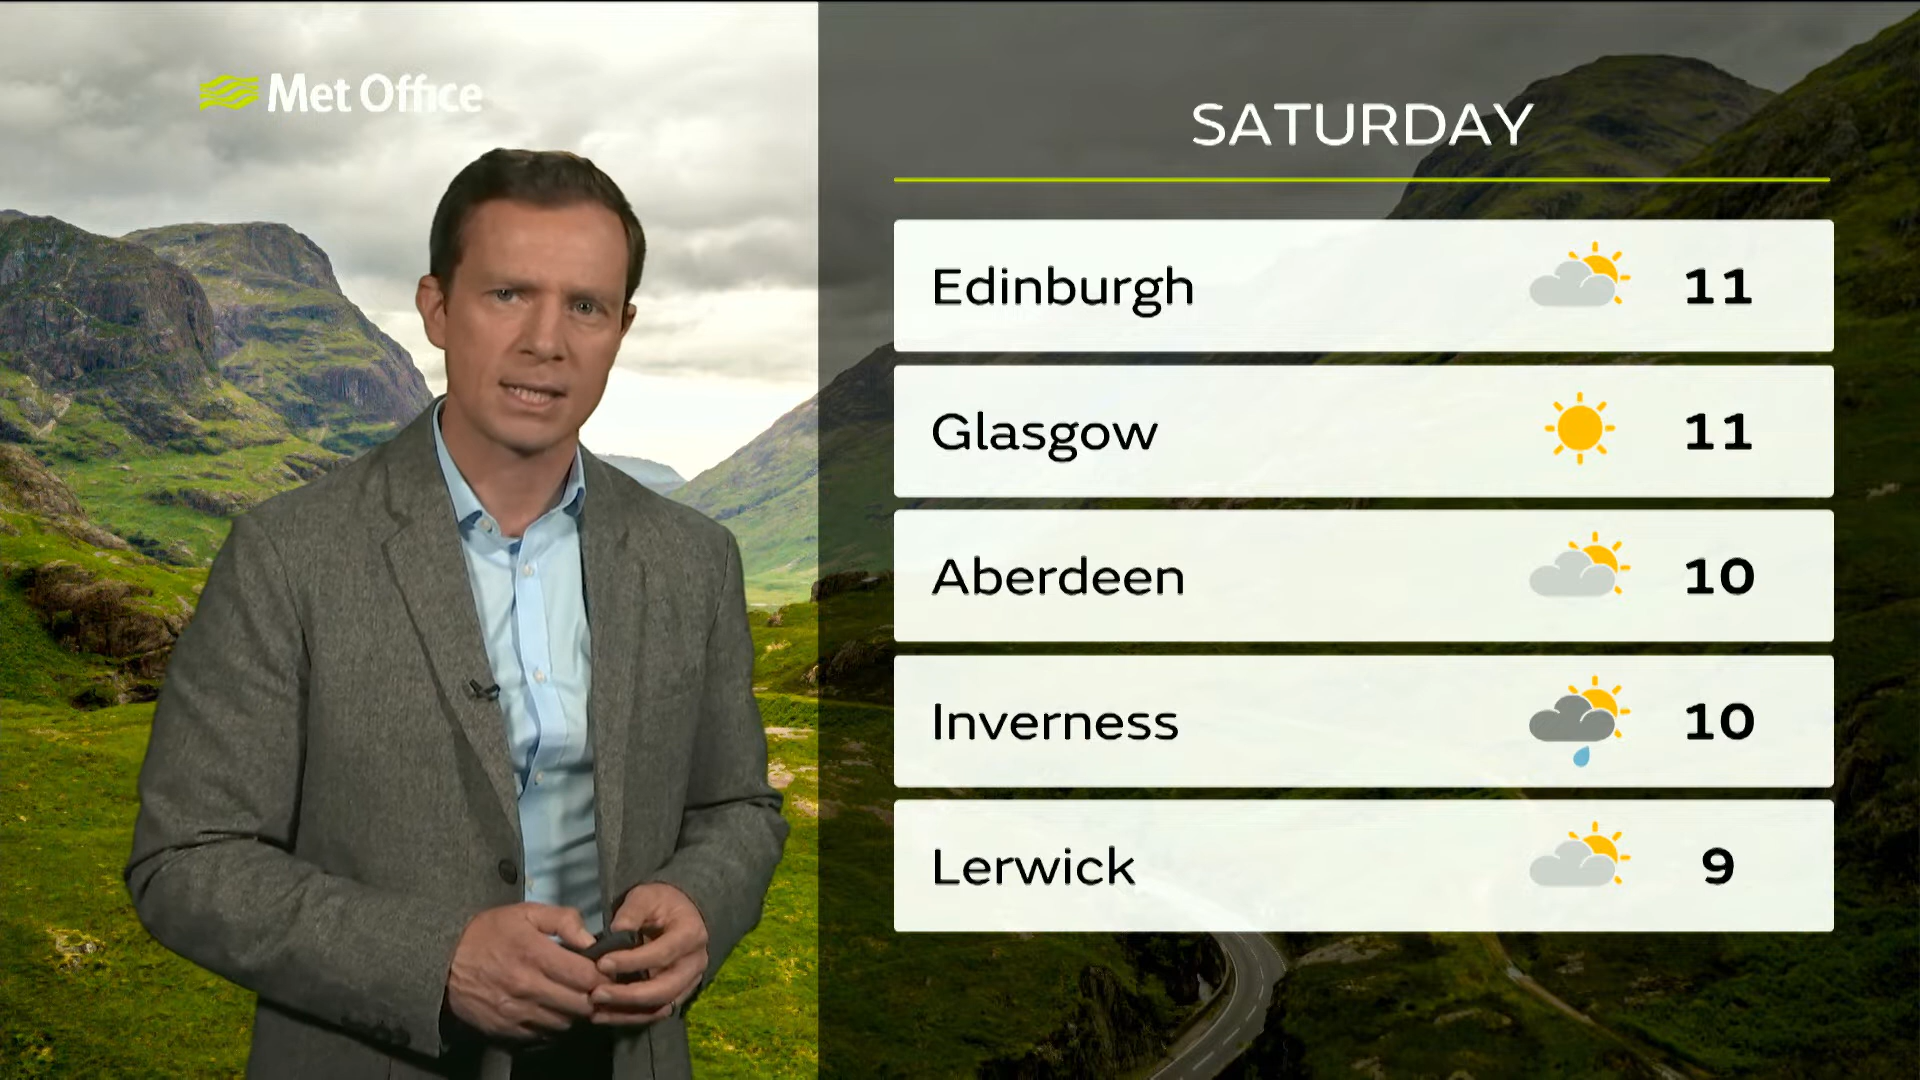 Met Office
SATURDAY
Edinburgh 11
Glasgow 11
Aberdeen 10
Inverness 10
Lerwick 9